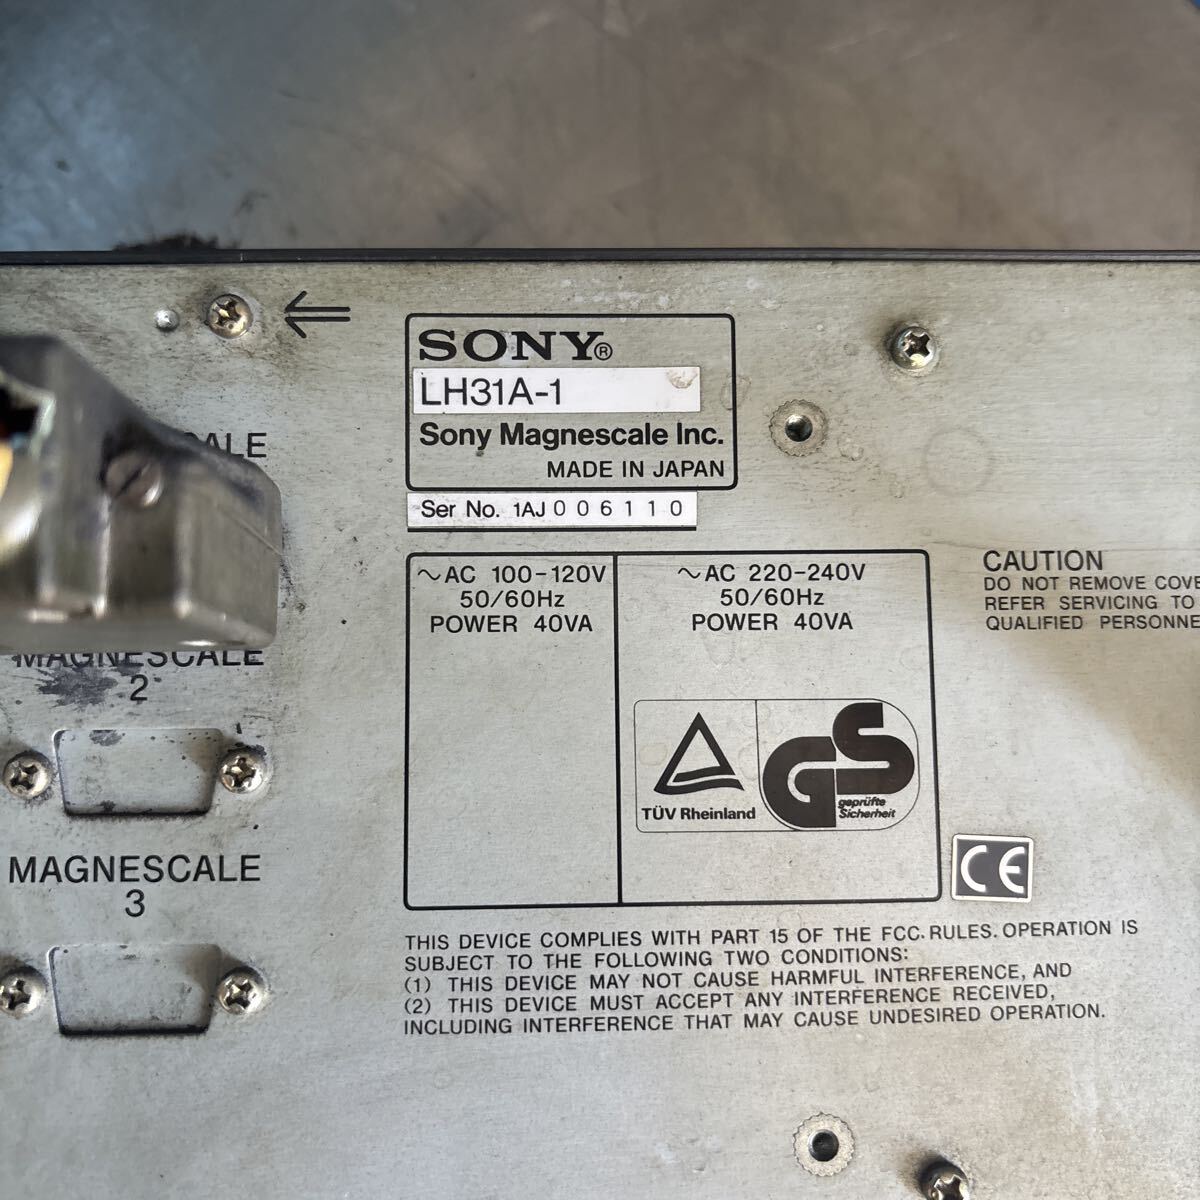 SONY®
LH31A-1
Sony Magnescale Inc.
MADE IN JAPAN
Ser No. 1AJ 006110
~AC 100-120V
50/60Hz
POWER 40VA
~AC 220-240V
50/60Hz
POWER 40VA
TÜV Rheinland
GS
geprüfte
Sicherheit
CE
CAUTION
DO NOT REMOVE
REFER SERVICING TO
QUALIFIED
MAGNESCALE
2
MAGNESCALE
3
THIS DEVICE COMPLIES WITH PART 15 OF THE FCC. RULES. OPERATION IS
SUBJECT TO THE FOLLOWING TWO CONDITIONS:
(1) THIS DEVICE MAY NOT CAUSE HARMFUL INTERFERENCE, AND
(2) THIS DEVICE MUST ACCEPT ANY INTERFERENCE RECEIVED,
INCLUDING INTERFERENCE THAT MAY CAUSE UNDESIRED OPERATION.